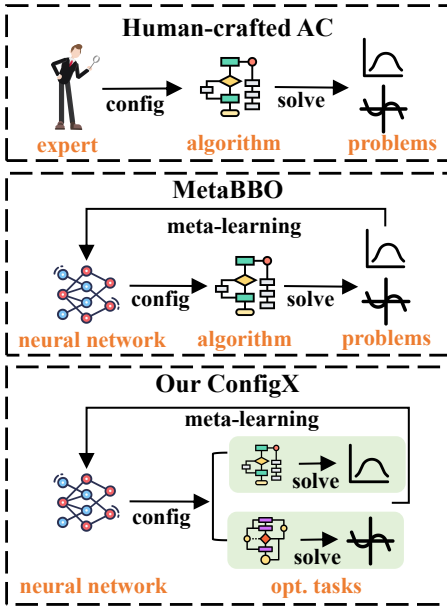 Human-crafted AC
config
solve
expert
algorithm
problems
MetaBBO
meta-learning
config
solve
neural network
algorithm
problems
Our ConfigX
meta-learning
solve
config
solve
neural network
opt. tasks